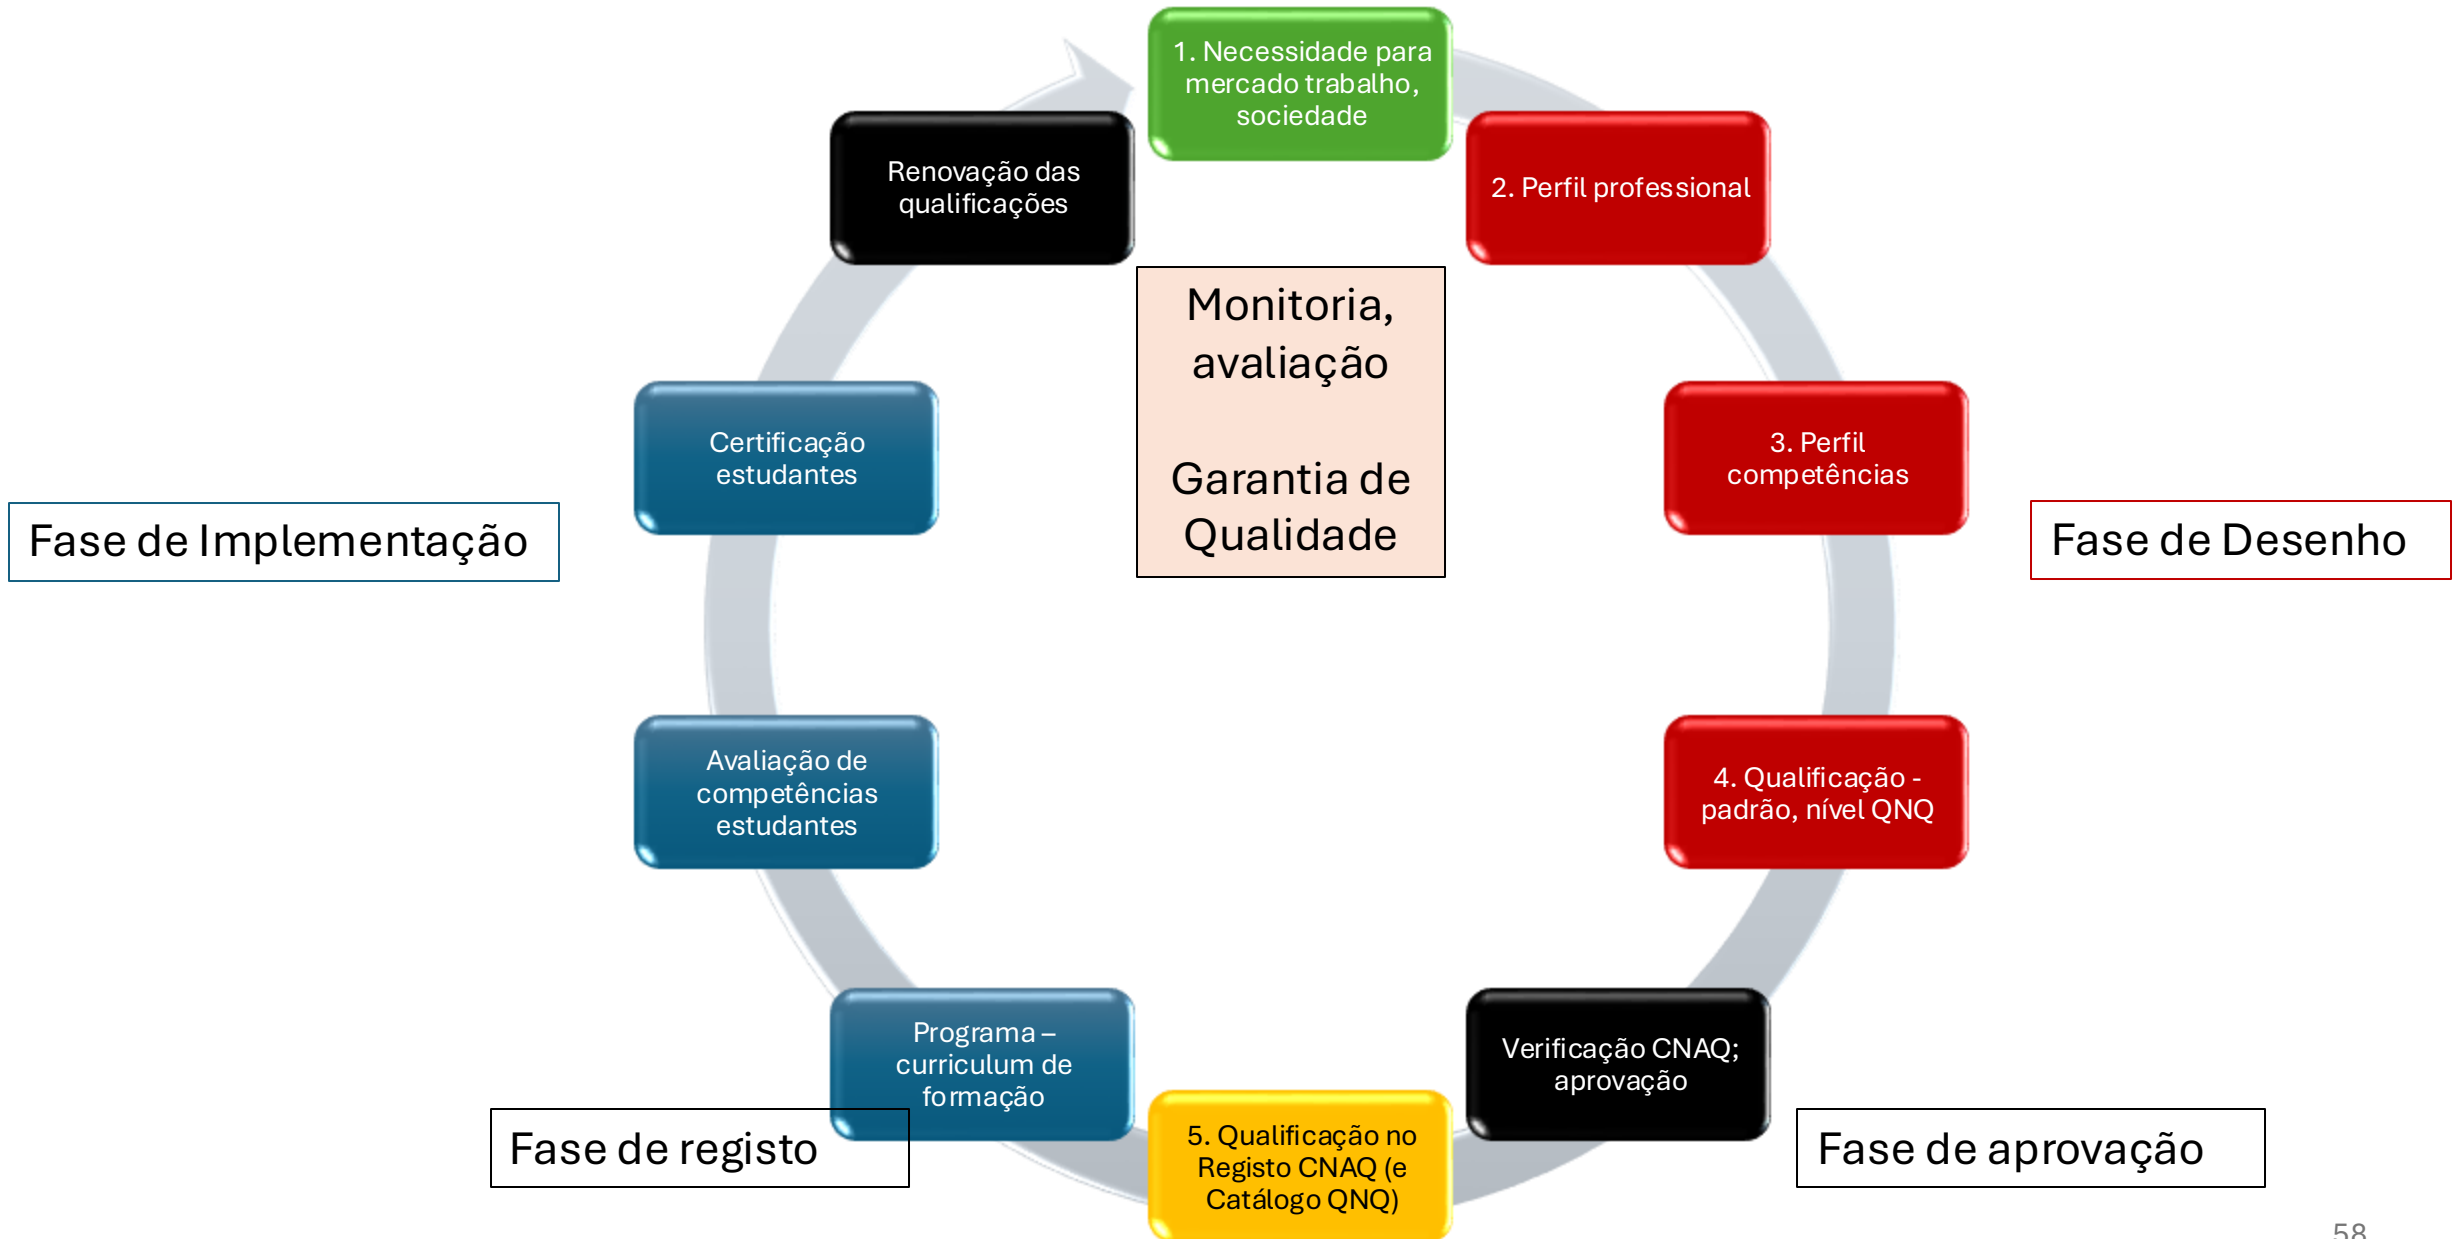 1. Necessidade para
mercado trabalho,
sociedade
2. Perfil professional
3. Perfil
competências
4. Qualificação -
padrão, nível QNQ
Verificação CNAQ;
aprovação
5. Qualificação no
Registo CNAQ (e
Catálogo QNQ)
Programa –
curriculum de
formação
Avaliação de
competências
estudantes
Certificação
estudantes
Renovação das
qualificações
Monitoria,
avaliação
Garantia de
Qualidade
Fase de Desenho
Fase de aprovação
Fase de registo
Fase de Implementação
58